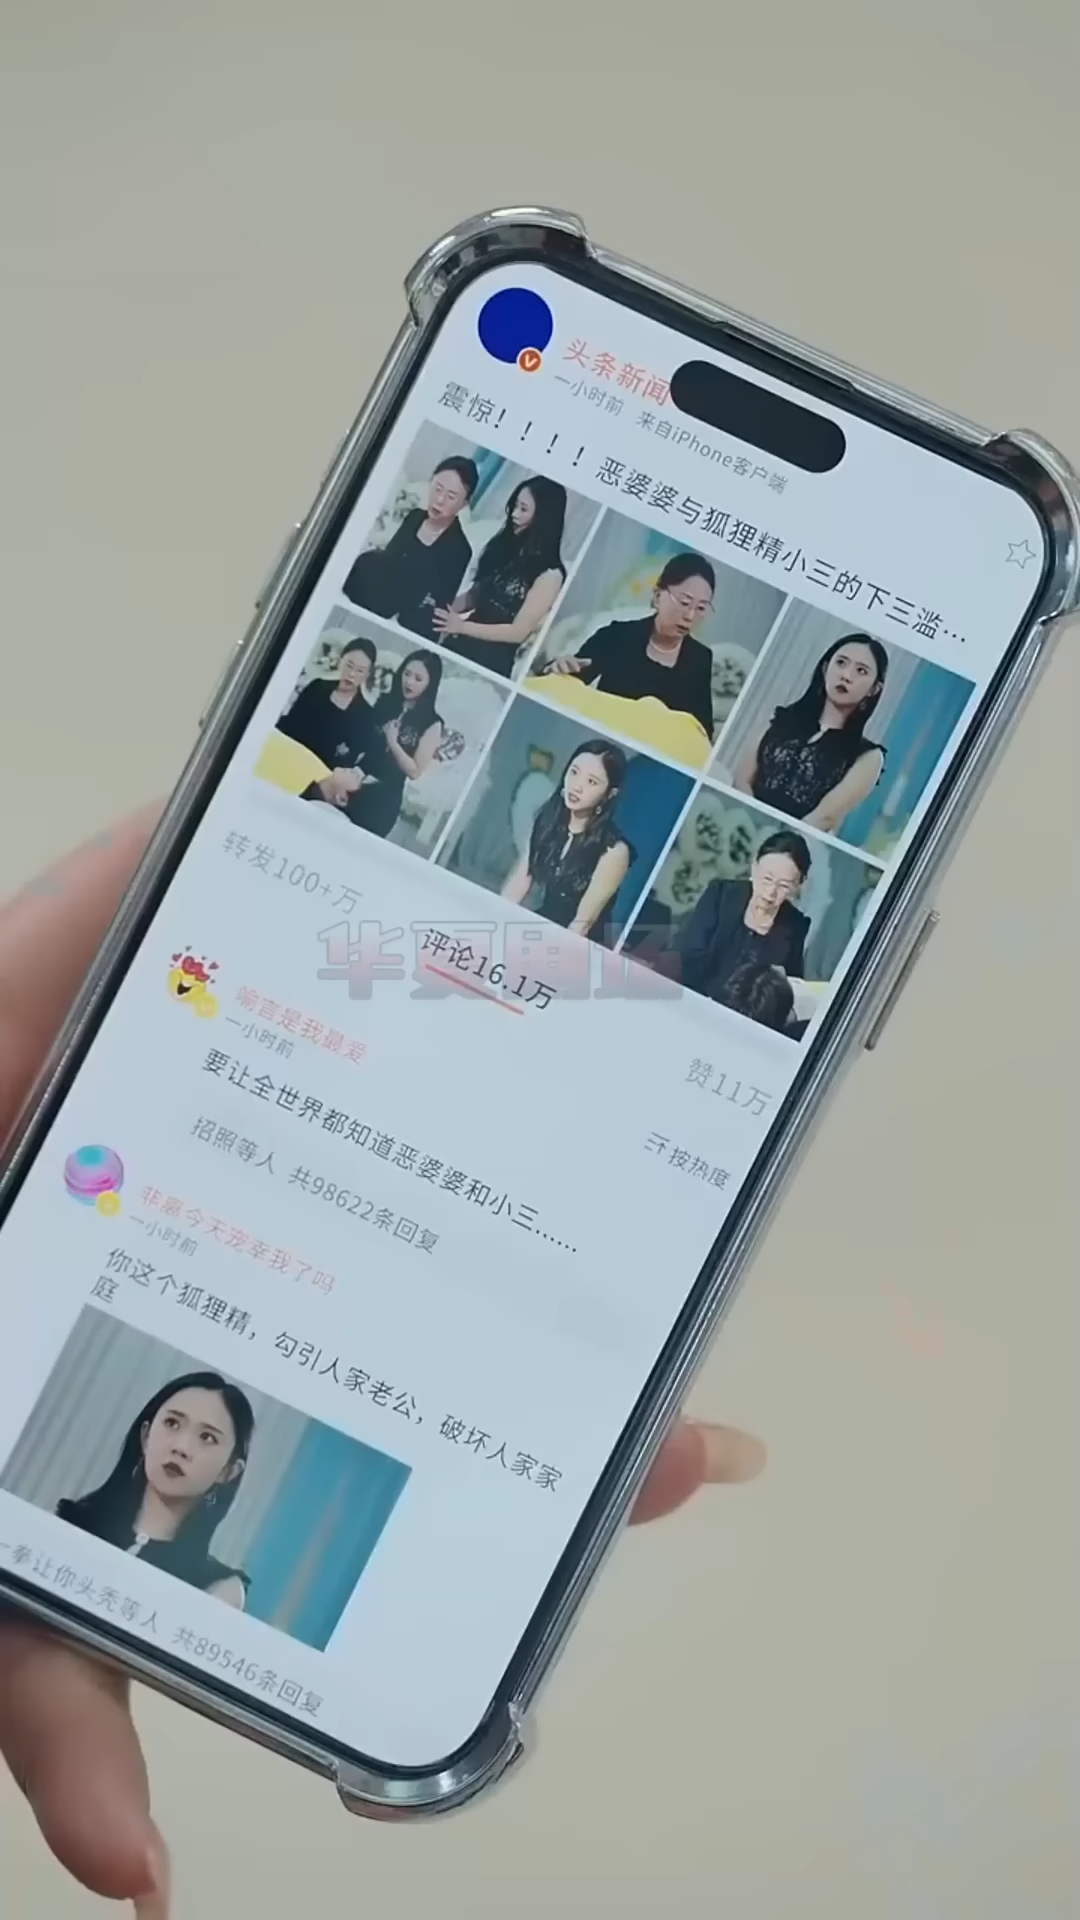 头条新闻
一小时前 来自iPhone客户端
震惊!!!!恶婆婆与狐狸精小三的下三滥…
转发100+万
评论16.1万
赞11万
按热度
喻言是我最爱
一小时前
要让全世界都知道恶婆婆和小三......
招照等人 共98622条回复
非嬴今天宠幸我了吗
一小时前
你这个狐狸精，勾引人家老公，破坏人家家
庭
一拳让你头秃等人 共89546条回复